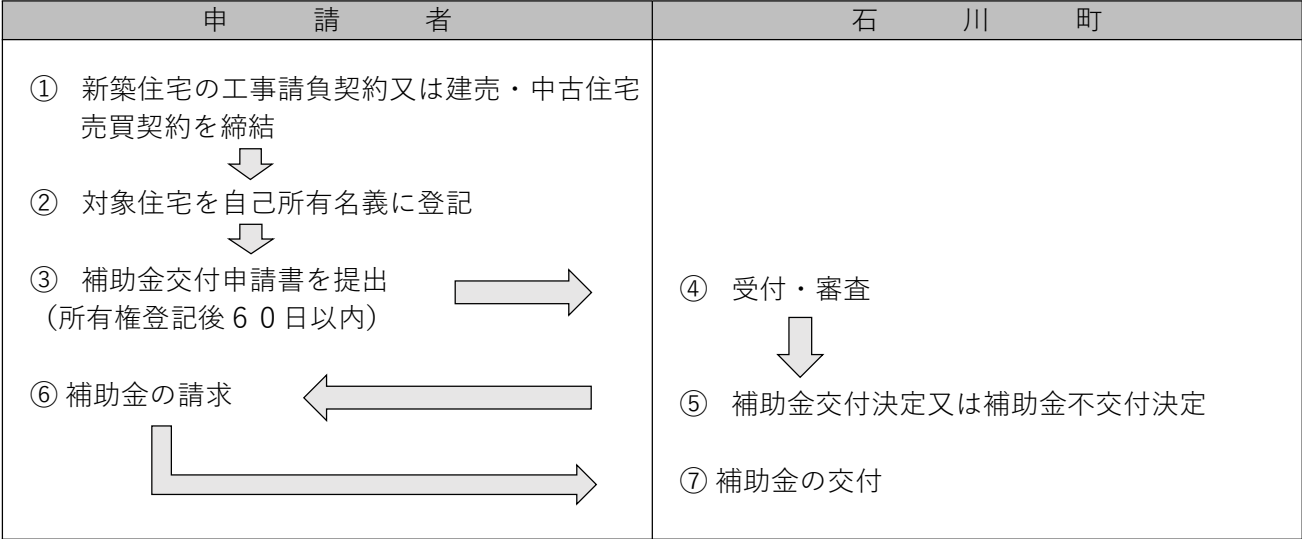 申　請　者
石　川　町
① 新築住宅の工事請負契約又は建売・中古住宅
売買契約を締結
② 対象住宅を自己所有名義に登記
③ 補助金交付申請書を提出
（所有権登記後６０日以内）
④ 受付・審査
⑤ 補助金交付決定又は補助金不交付決定
⑥ 補助金の請求
⑦ 補助金の交付